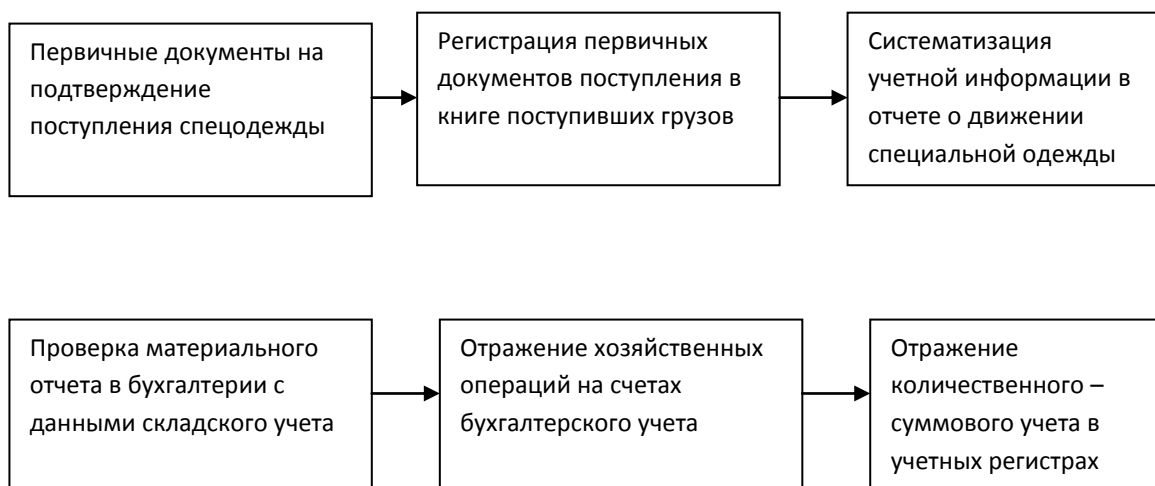 Первичные документы на
подтверждение
поступления спецодежды
Регистрация первичных
документов поступления в
книге поступивших грузов
Систематизация
учетной информации в
отчете о движении
специальной одежды
Проверка материального
отчета в бухгалтерии с
данными складского учета
Отражение хозяйственных
операций на счетах
бухгалтерского учета
Отражение
количественного –
суммового учета в
учетных регистрах